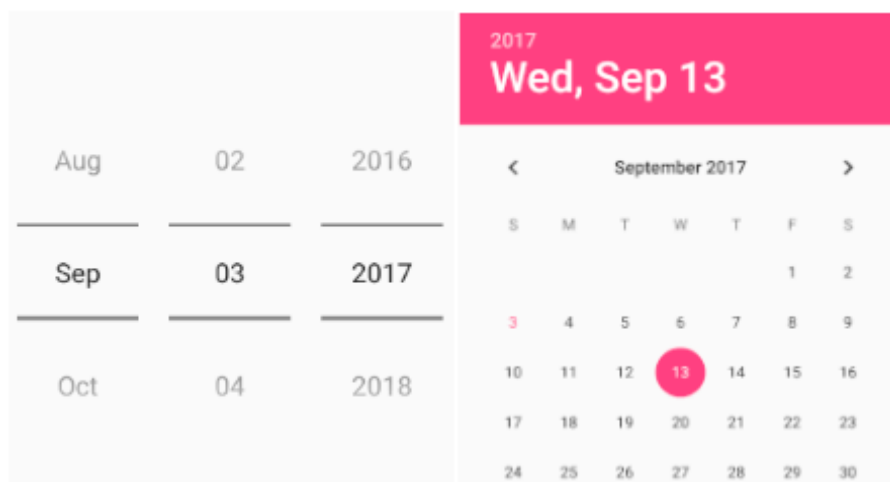 Aug 02 2016
Sep 03 2017
Oct 04 2018
2017
Wed, Sep 13
September 2017
S M T W T F S
1 2
3 4 5 6 7 8 9
10 11 12 13 14 15 16
17 18 19 20 21 22 23
24 25 26 27 28 29 30